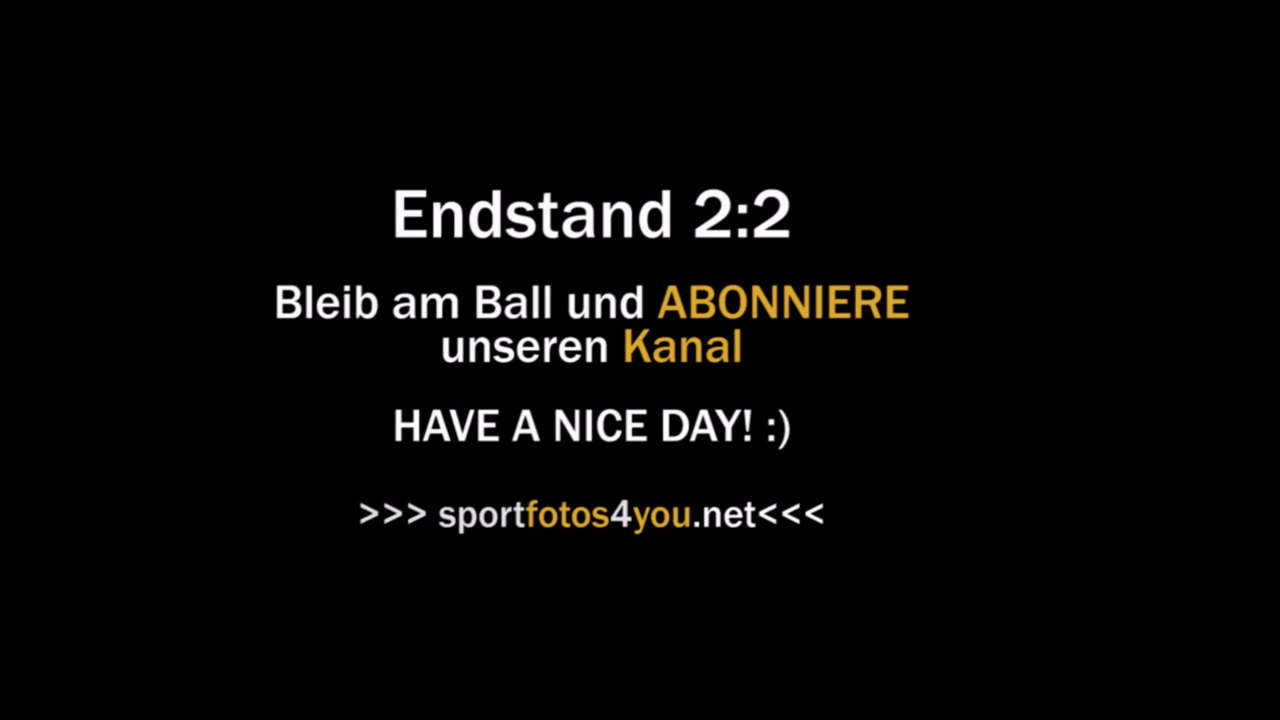 Endstand 2:2
Bleib am Ball und ABONNIERE
unseren Kanal
HAVE A NICE DAY! :)
>>> sportfotos4you.net<<<